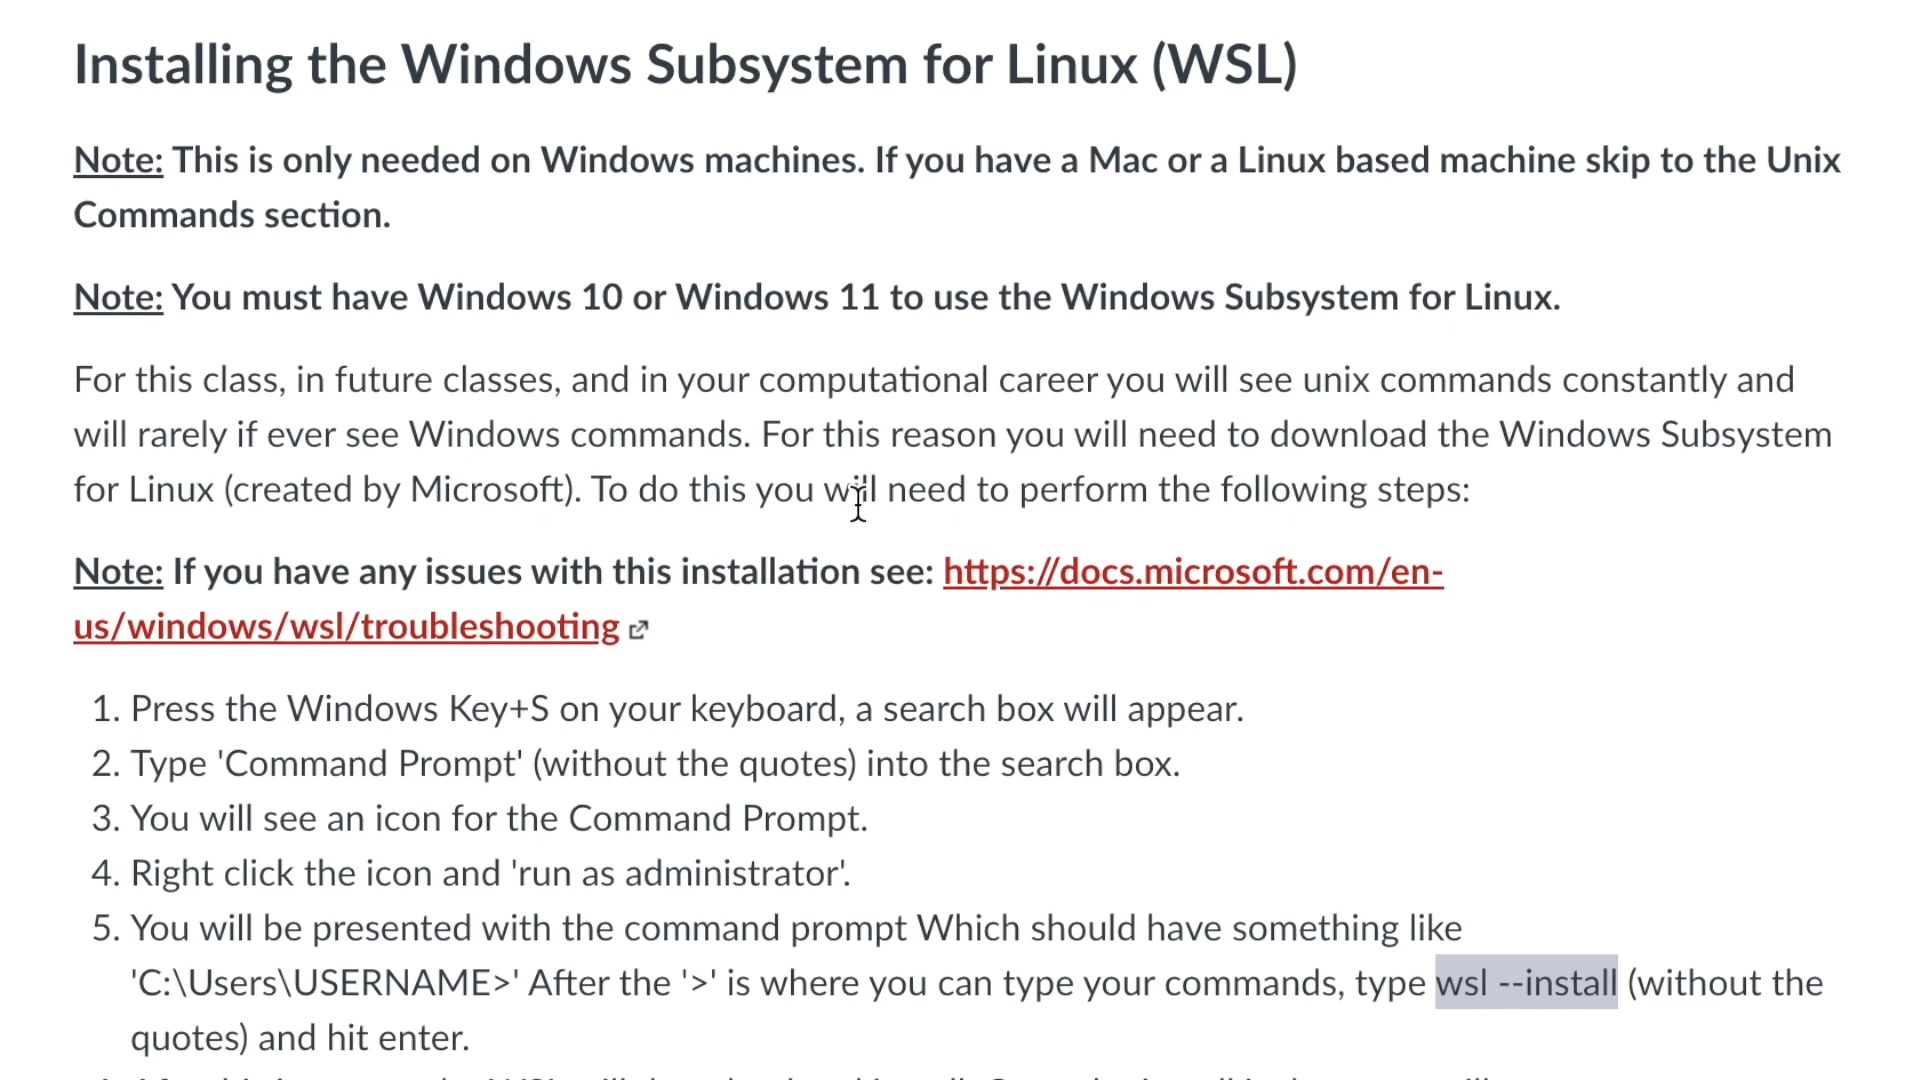 Installing the Windows Subsystem for Linux (WSL)
Note: This is only needed on Windows machines. If you have a Mac or a Linux based machine skip to the Unix
Commands section.
Note: You must have Windows 10 or Windows 11 to use the Windows Subsystem for Linux.
For this class, in future classes, and in your computational career you will see unix commands constantly and
will rarely if ever see Windows commands. For this reason you will need to download the Windows Subsystem
for Linux (created by Microsoft). To do this you will need to perform the following steps:
Note: If you have any issues with this installation see: https://docs.microsoft.com/en-
us/windows/wsl/troubleshooting
1. Press the Windows Key+S on your keyboard, a search box will appear.
2. Type 'Command Prompt' (without the quotes) into the search box.
3. You will see an icon for the Command Prompt.
4. Right click the icon and 'run as administrator'.
5. You will be presented with the command prompt Which should have something like
'C:\Users\USERNAME>' After the '>' is where you can type your commands, type wsl --install (without the
quotes) and hit enter.